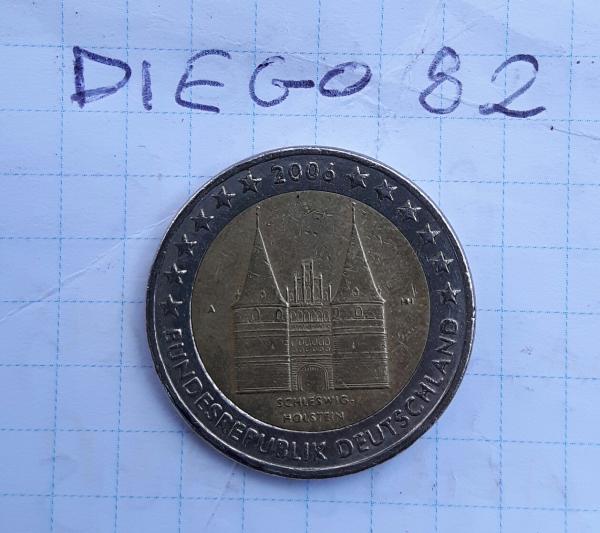 DIEGO 82
2006
A
SCHLESWIG-
HOLSTEIN
BUNDESREPUBLIK DEUTSCHLAND